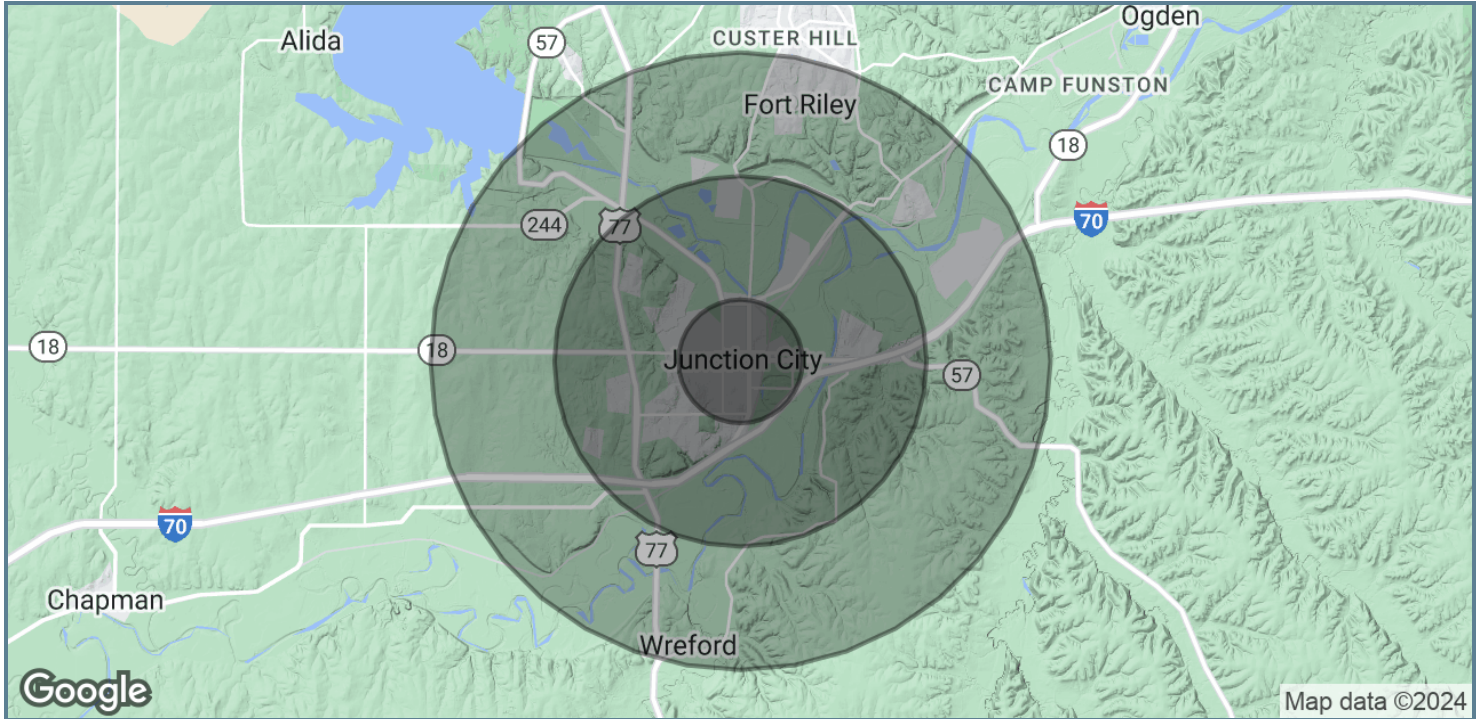 Ogden
Alida
57
CUSTER HILL
CAMP FUNSTON
Fort Riley
18
244
77
70
18
18
Junction City
57
70
77
Chapman
Wreford
Google
Map data ©2024